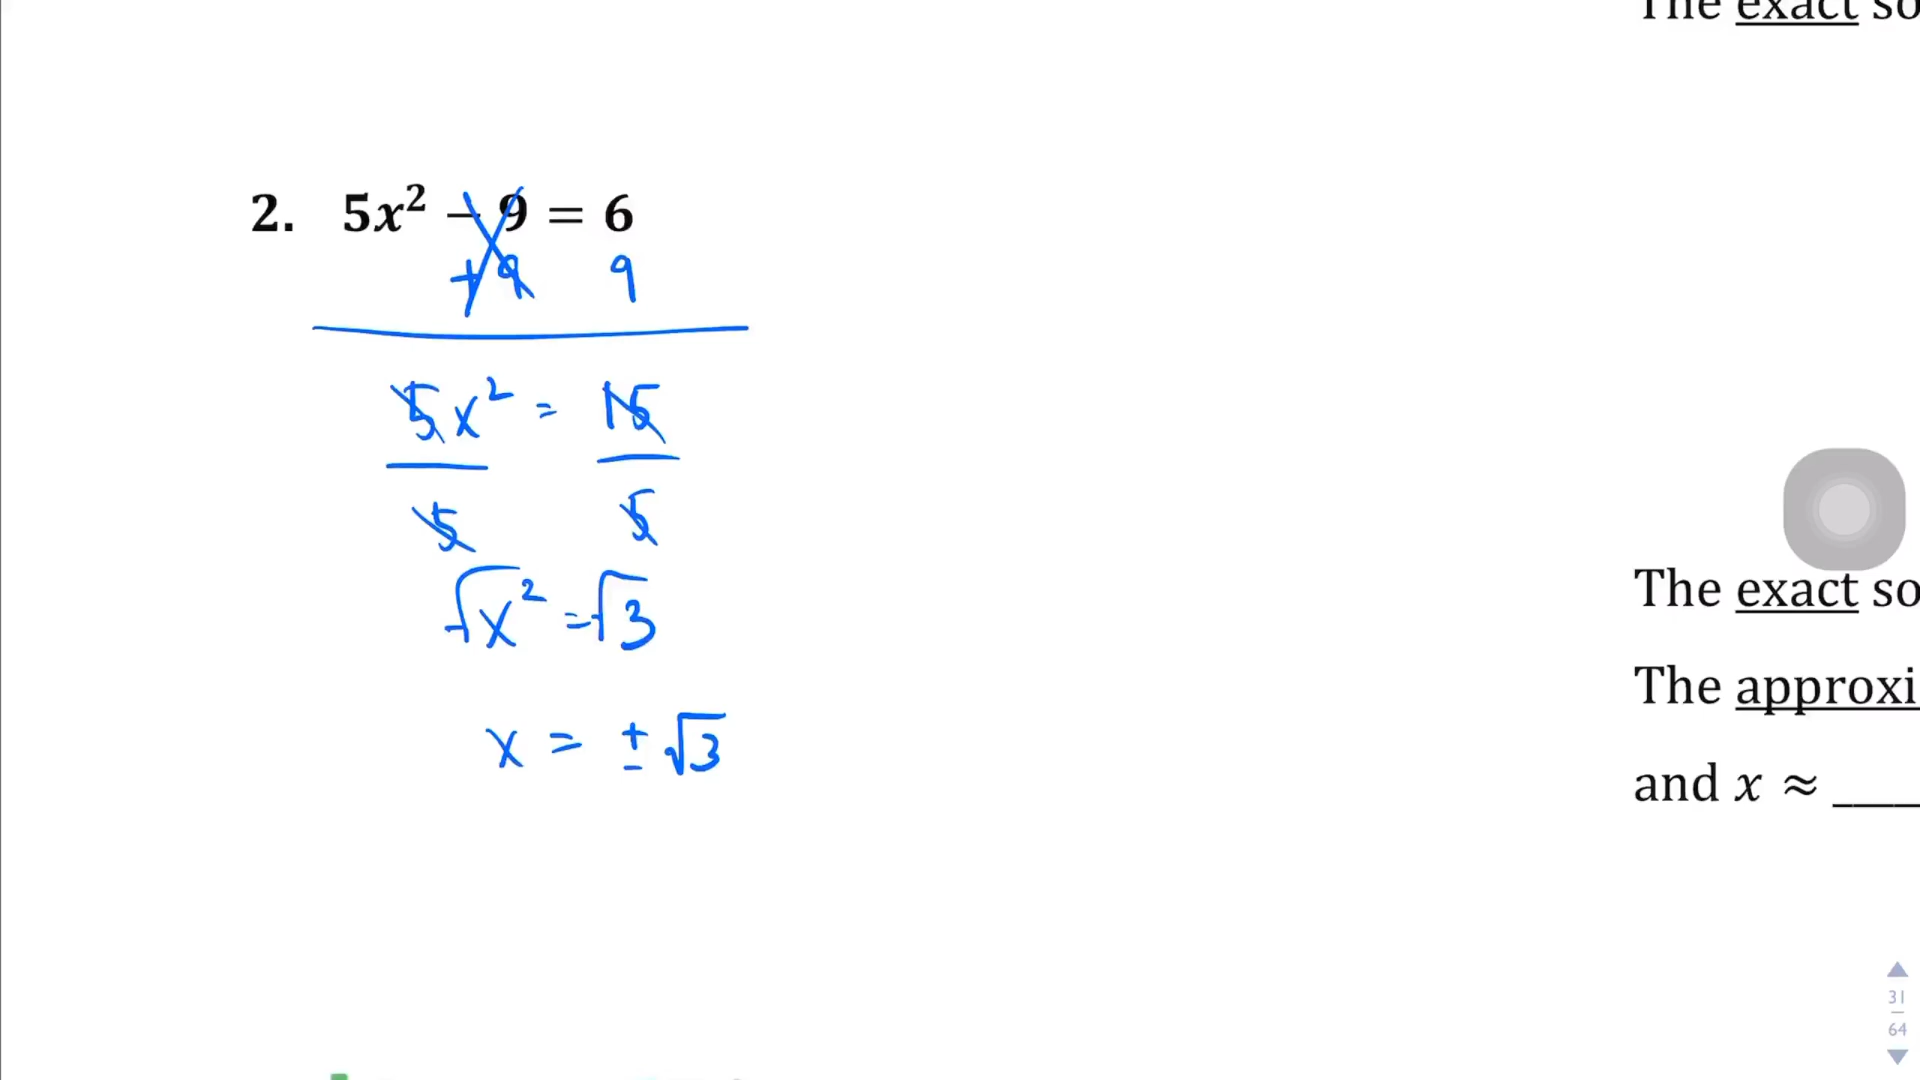 The exact so
2. 5x² − 9 = 6
+9 9
5x² = 15
5 5
√x² = √3
x = ± √3
The exact so
The approxi
and x ≈ ____
31
64